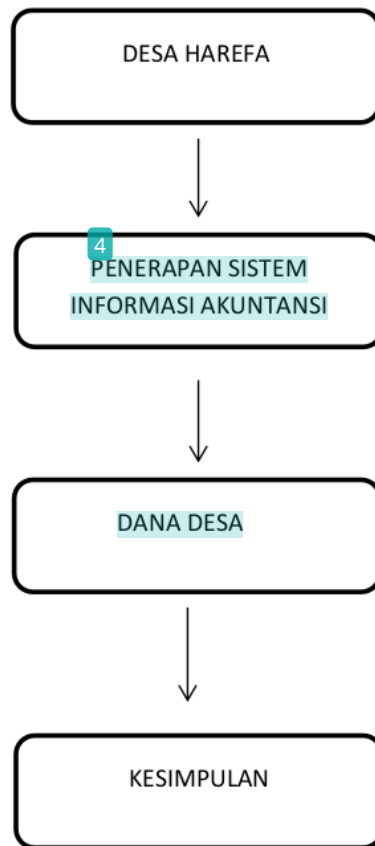 DESA HAREFA
4
PENERAPAN SISTEM
INFORMASI AKUNTANSI
DANA DESA
KESIMPULAN